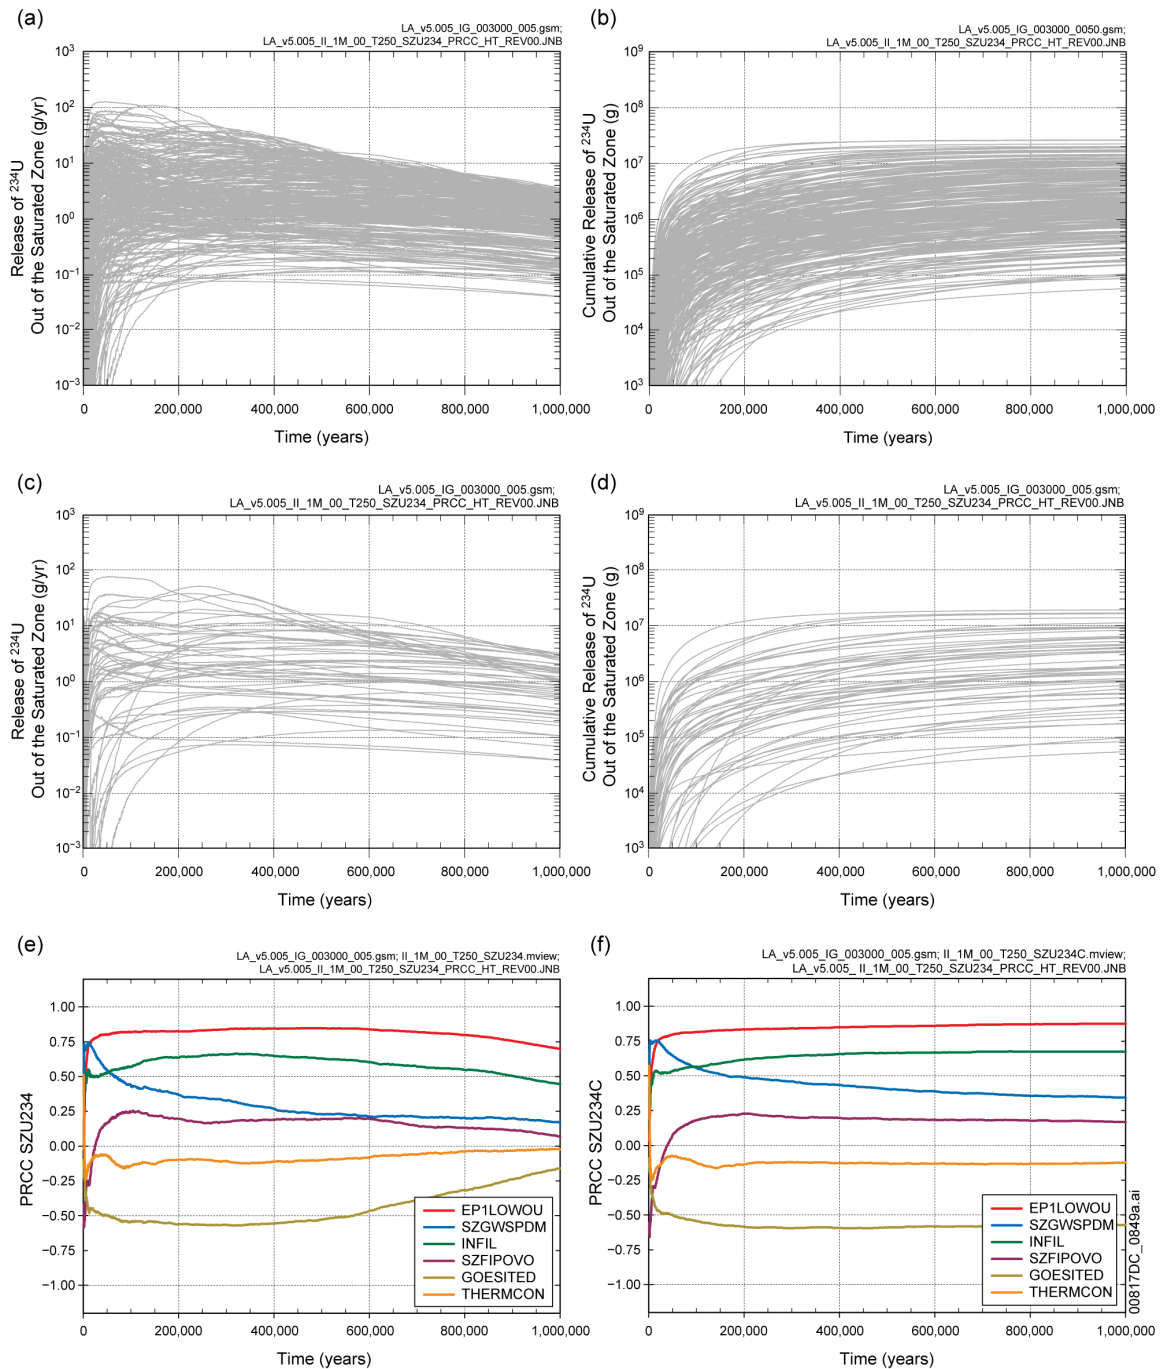 (a)
LA_v5.005_IG_003000_005.gsm;
LA_v5.005_II_1M_00_T250_SZU234_PRCC_HT_REV00.JNB
Release of ²³⁴U
Out of the Saturated Zone (g/yr)
10³
10²
10¹
10⁰
10⁻¹
10⁻²
10⁻³
0 200,000 400,000 600,000 800,000 1,000,000
Time (years)
(b)
LA_v5.005_IG_003000_0050.gsm;
LA_v5.005_II_1M_00_T250_SZU234_PRCC_HT_REV00.JNB
Cumulative Release of ²³⁴U
Out of the Saturated Zone (g)
10⁹
10⁸
10⁷
10⁶
10⁵
10⁴
10³
0 200,000 400,000 600,000 800,000 1,000,000
Time (years)
(c)
LA_v5.005_IG_003000_005.gsm;
LA_v5.005_II_1M_00_T250_SZU234_PRCC_HT_REV00.JNB
Release of ²³⁴U
Out of the Saturated Zone (g/yr)
10³
10²
10¹
10⁰
10⁻¹
10⁻²
10⁻³
0 200,000 400,000 600,000 800,000 1,000,000
Time (years)
(d)
LA_v5.005_IG_003000_005.gsm;
LA_v5.005_II_1M_00_T250_SZU234_PRCC_HT_REV00.JNB
Cumulative Release of ²³⁴U
Out of the Saturated Zone (g)
10⁹
10⁸
10⁷
10⁶
10⁵
10⁴
10³
0 200,000 400,000 600,000 800,000 1,000,000
Time (years)
(e)
LA_v5.005_IG_003000_005.gsm; II_1M_00_T250_SZU234.mview;
LA_v5.005_II_1M_00_T250_SZU234_PRCC_HT_REV00.JNB
PRCC SZU234
1.00
0.75
0.50
0.25
0.00
−0.25
−0.50
−0.75
−1.00
EP1LOWOU
SZGWSPDM
INFIL
SZFIPOVO
GOESITED
THERMCON
0 200,000 400,000 600,000 800,000 1,000,000
Time (years)
(f)
LA_v5.005_IG_003000_005.gsm; II_1M_00_T250_SZU234C.mview;
LA_v5.005_ II_1M_00_T250_SZU234_PRCC_HT_REV00.JNB
PRCC SZU234C
1.00
0.75
0.50
0.25
0.00
−0.25
−0.50
−0.75
−1.00
EP1LOWOU
SZGWSPDM
INFIL
SZFIPOVO
GOESITED
THERMCON
0 200,000 400,000 600,000 800,000 1,000,000
Time (years)
00817DC_0849a.ai